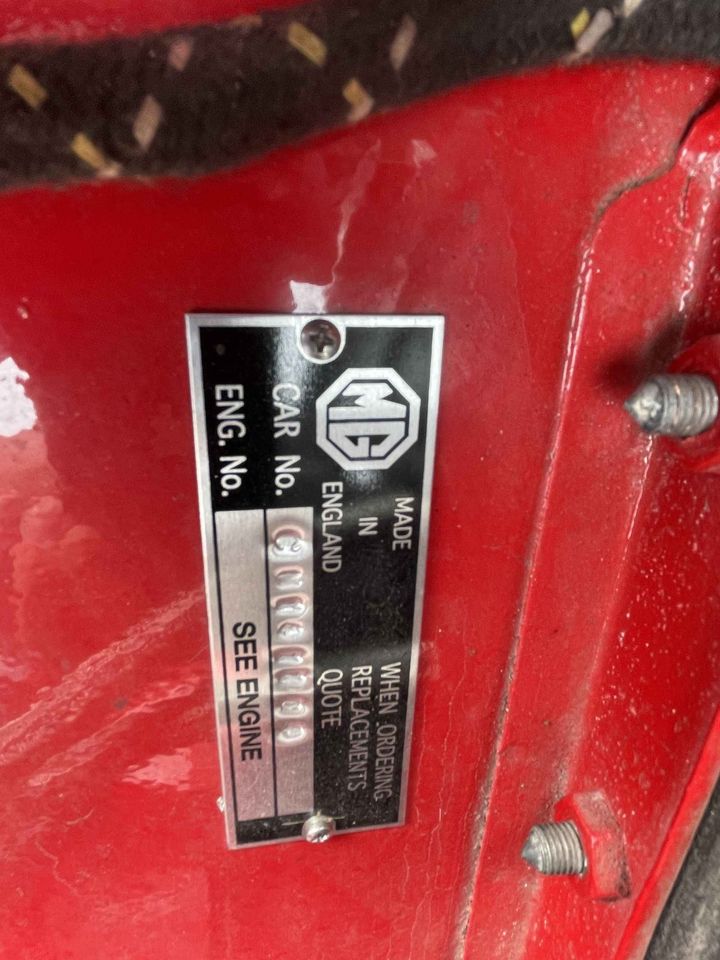 MG
MADE
IN
ENGLAND
WHEN ORDERING
REPLACEMENTS
QUOTE
CAR No.
ENG. No. SEE ENGINE